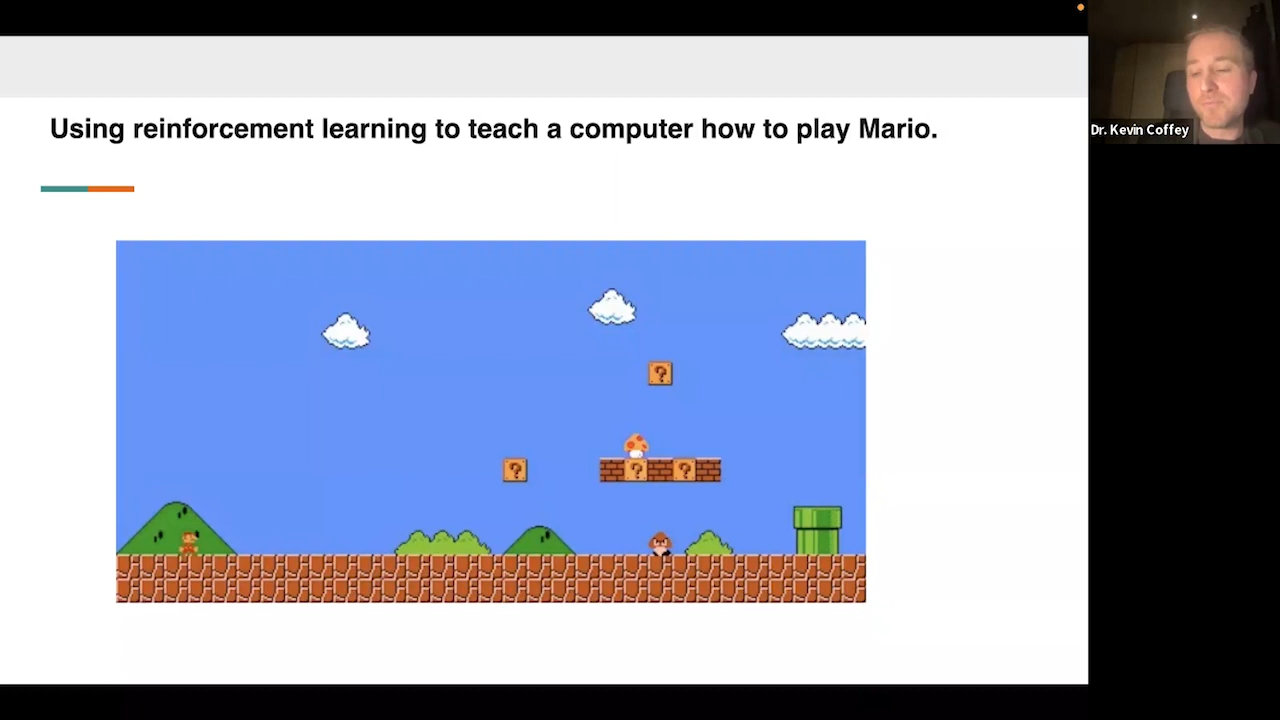 Using reinforcement learning to teach a computer how to play Mario.
Dr. Kevin Coffey
?
?
? ?